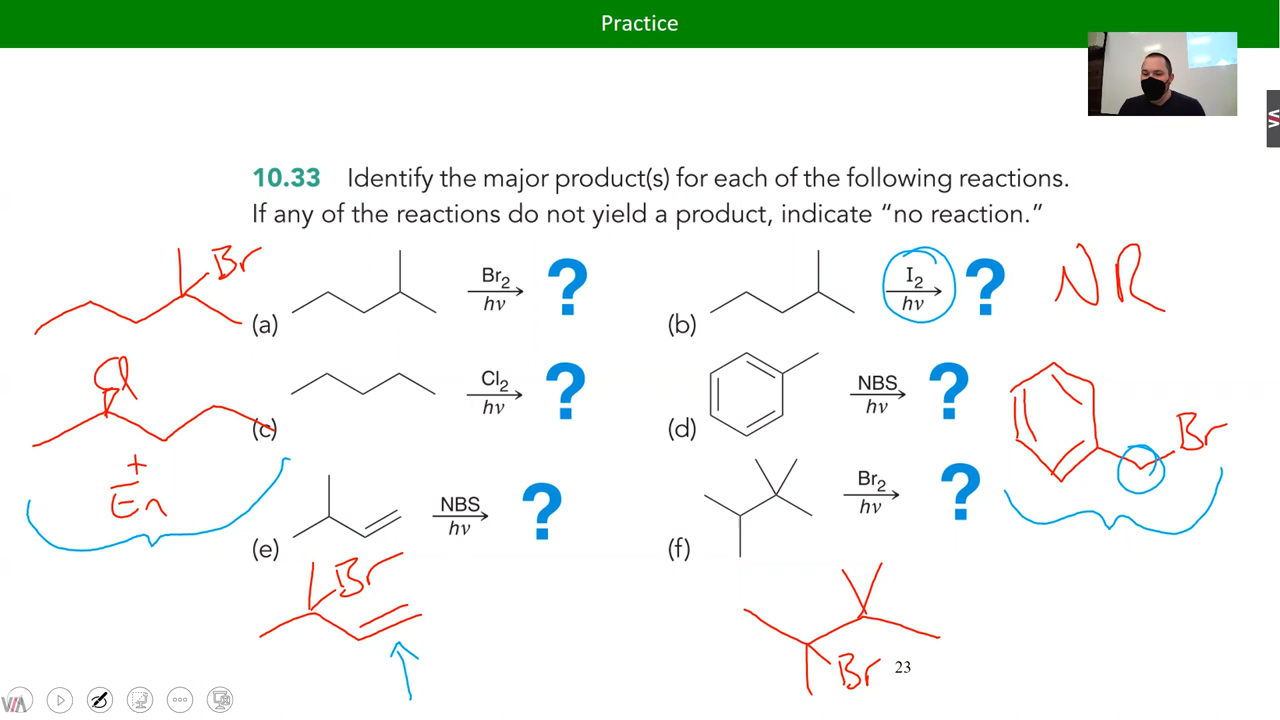 Practice
10.33 Identify the major product(s) for each of the following reactions.
If any of the reactions do not yield a product, indicate “no reaction.”
Br
(a)
Br₂
hν
?
(b)
I₂
hν
?
NR
Cl
+
En
(c)
Cl₂
hν
?
(d)
NBS
hν
?
Br
(e)
NBS
hν
?
(f)
Br₂
hν
?
Br
Br
23
VIA
VIA